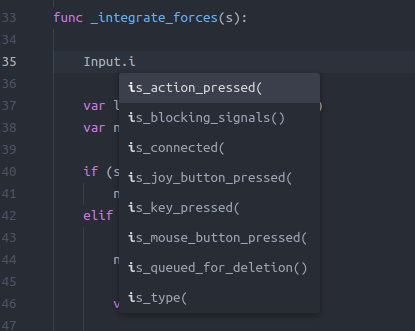 33 func _integrate_forces(s):
34
35 Input.i
36 is_action_pressed(
37 var l )
38 var n is_blocking_signals()
39 is_connected(
40 if (s is_joy_button_pressed(
41 n is_key_pressed(
42 elif is_mouse_button_pressed(
43
44 n is_queued_for_deletion()
45 is_type(
46 v
47